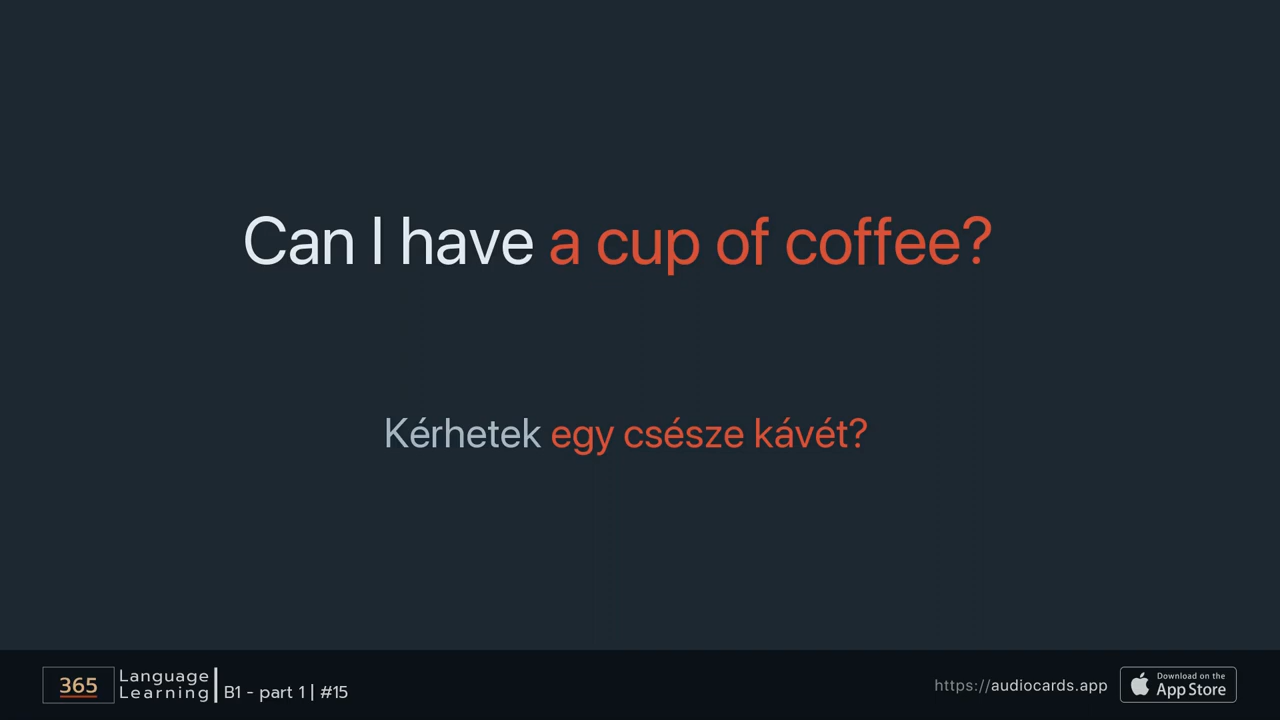 Can I have a cup of coffee?
Kérhetek egy csésze kávét?
365 Language Learning B1 - part 1 | #15
https://audiocards.app
Download on the
App Store